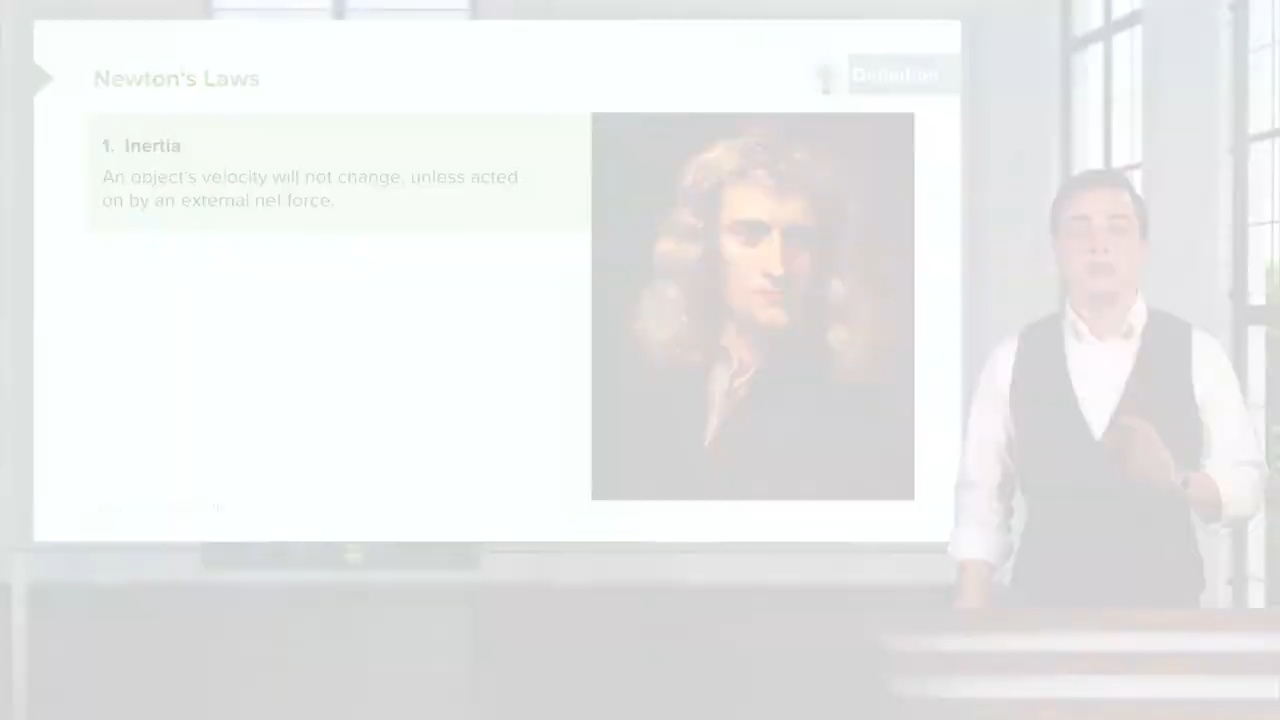 Newton's Laws
Definition
1. Inertia
An object's velocity will not change, unless acted
on by an external net force.